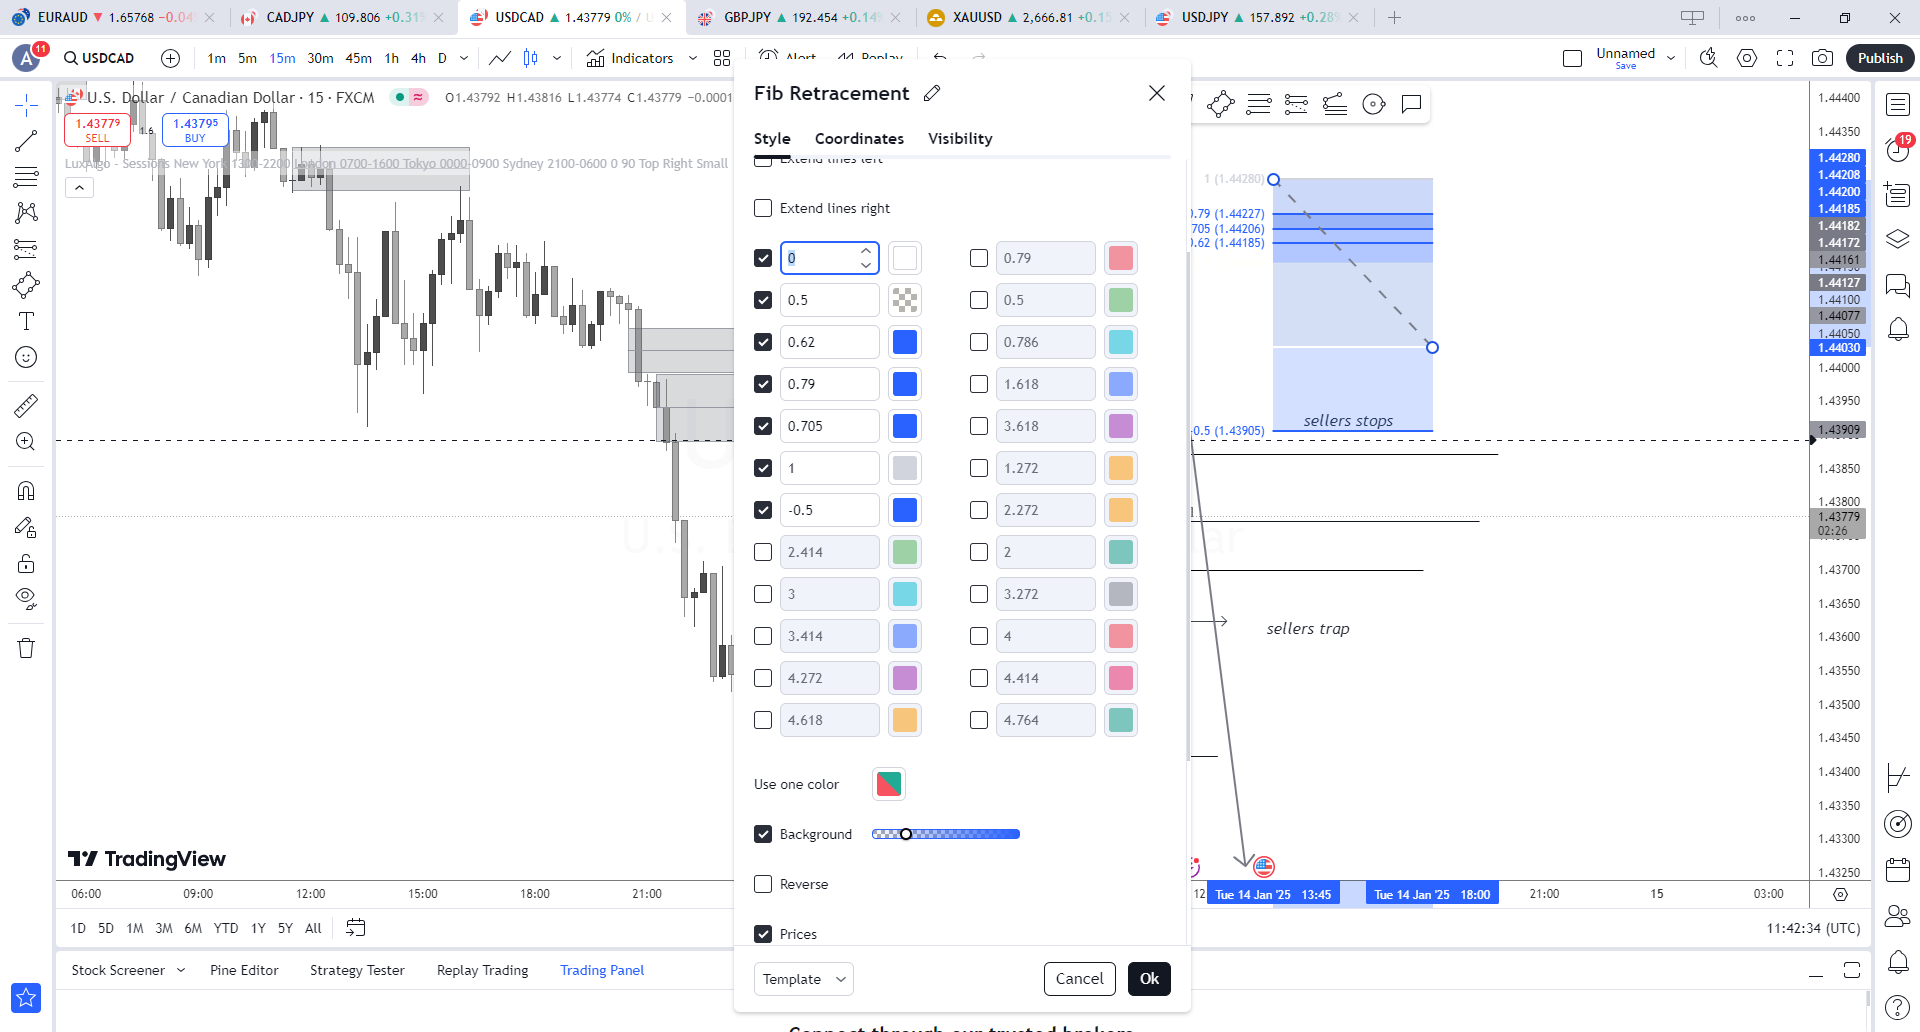 EURAUD ▼ 1.65768 −0.04
CADJPY ▲ 109.806 +0.31
USDCAD ▲ 1.43779 0% / U
GBPJPY ▲ 192.454 +0.14
XAUUSD ▲ 2,666.81 +0.15
USDJPY ▲ 157.892 +0.28
A 11 USDCAD 1m 5m 15m 30m 45m 1h 4h D Indicators Alert Replay Unnamed Save Publish
U.S. Dollar / Canadian Dollar · 15 · FXCM O1.43792 H1.43816 L1.43774 C1.43779 −0.0001
1.43779 SELL 1.6 1.43795 BUY
LuxAlgo - Sessions New York 1300-2200 London 0700-1600 Tokyo 0000-0900 Sydney 2100-0600 0 90 Top Right Small
Fib Retracement
Style Coordinates Visibility
Extend lines left
Extend lines right
0 0.79
0.5 0.5
0.62 0.786
0.79 1.618
0.705 3.618
1 1.272
-0.5 2.272
2.414 2
3 3.272
3.414 4
4.272 4.414
4.618 4.764
Use one color
Background
Reverse
Prices
Template Cancel Ok
1 (1.44280)
0.79 (1.44227)
705 (1.44206)
0.62 (1.44185)
sellers stops
-0.5 (1.43905)
sellers trap
1.44400
1.44350
1.44280
1.44208
1.44200
1.44185
1.44182
1.44172
1.44161
1.44127
1.44100
1.44077
1.44050
1.44030
1.44000
1.43950
1.43909
1.43850
1.43800
1.43779
02:26
1.43700
1.43650
1.43600
1.43550
1.43500
1.43450
1.43400
1.43350
1.43300
1.43250
19
TradingView
06:00 09:00 12:00 15:00 18:00 21:00 12 Tue 14 Jan '25 13:45 Tue 14 Jan '25 18:00 21:00 15 03:00
1D 5D 1M 3M 6M YTD 1Y 5Y All 11:42:34 (UTC)
Stock Screener Pine Editor Strategy Tester Replay Trading Trading Panel
Connect through our trusted brokers